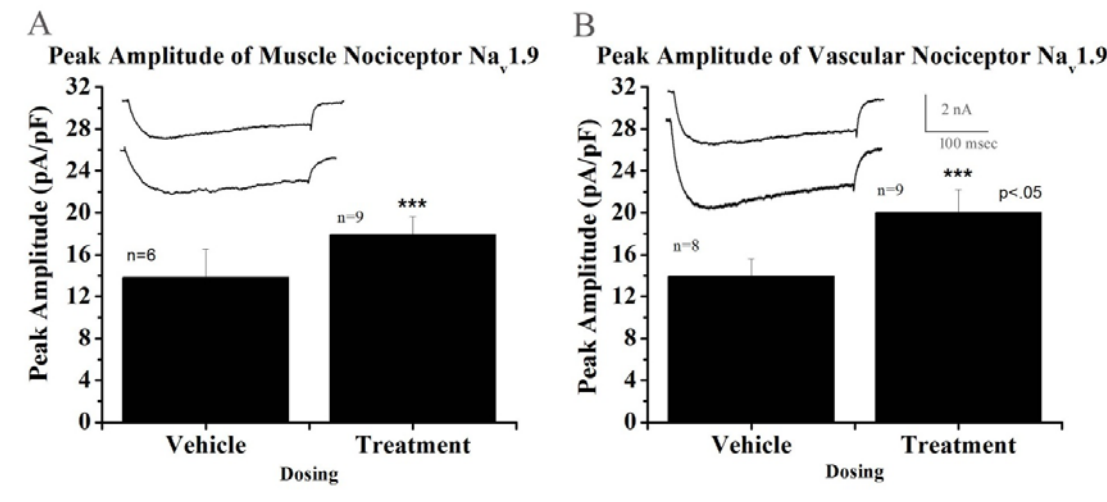 A
Peak Amplitude of Muscle Nociceptor Nav1.9
Peak Amplitude (pA/pF)
32
28
24
20
16
12
8
4
0
n=6
n=9
***
Vehicle
Treatment
Dosing
B
Peak Amplitude of Vascular Nociceptor Nav1.9
Peak Amplitude (pA/pF)
32
28
24
20
16
12
8
4
0
2 nA
100 msec
n=8
n=9
***
p<.05
Vehicle
Treatment
Dosing